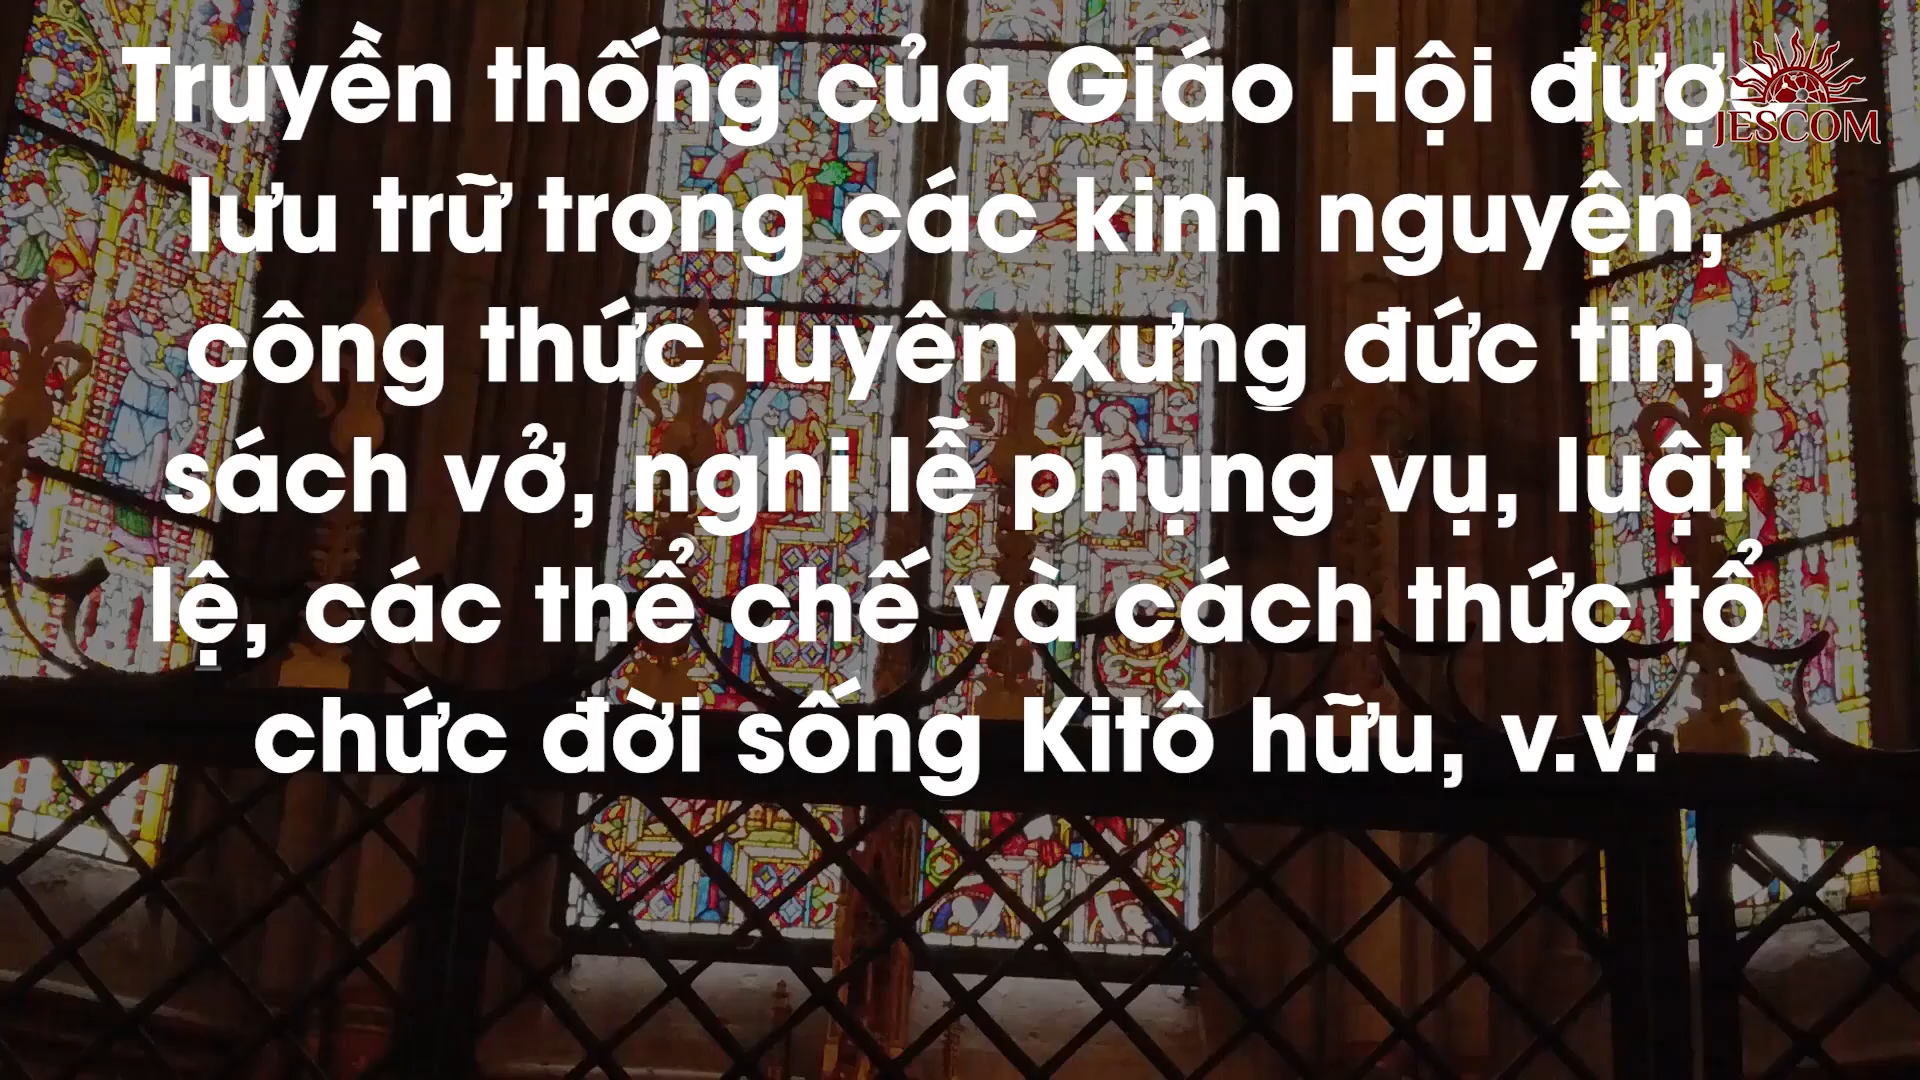 Truyền thống của Giáo Hội đượ
lưu trữ trong các kinh nguyện,
công thức tuyên xưng đức tin,
sách vở, nghi lễ phụng vụ, luật
lệ, các thể chế và cách thức tổ
chức đời sống Kitô hữu, v.v.
JESCOM